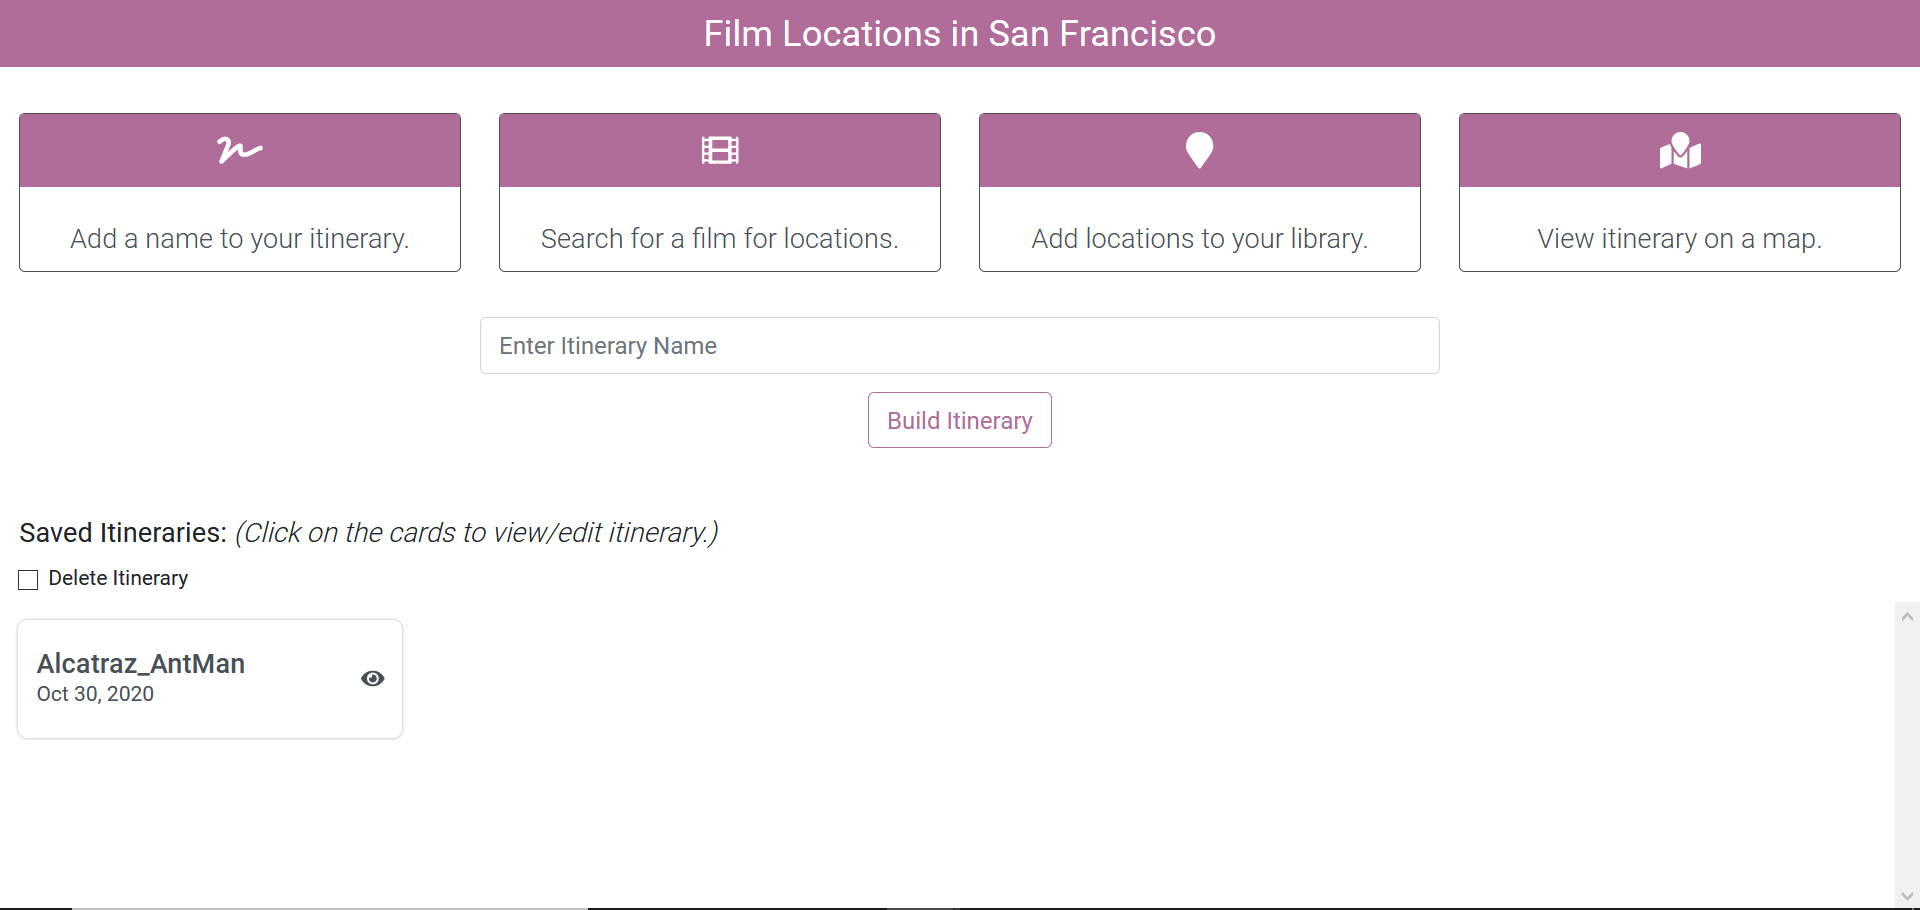 Film Locations in San Francisco
Add a name to your itinerary.
Search for a film for locations.
Add locations to your library.
View itinerary on a map.
Enter Itinerary Name
Build Itinerary
Saved Itineraries: (Click on the cards to view/edit itinerary.)
Delete Itinerary
Alcatraz_AntMan
Oct 30, 2020